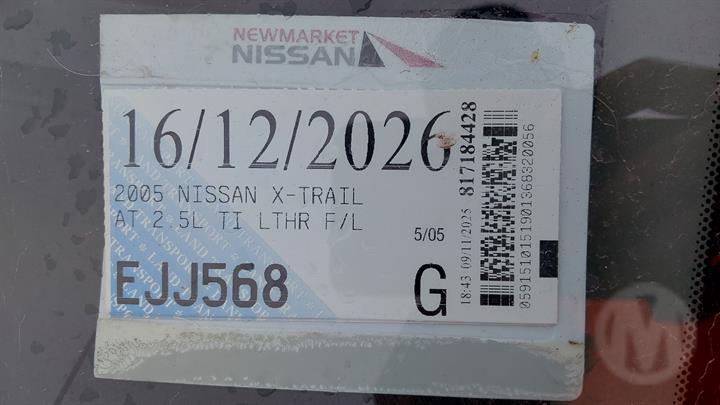 NEWMARKET
NISSAN
16/12/2026
2005 NISSAN X-TRAIL
AT 2.5L TI LTHR F/L
5/05
EJJ568
G
18:43 09/11/2025 817184428
0591510151901368320056
M